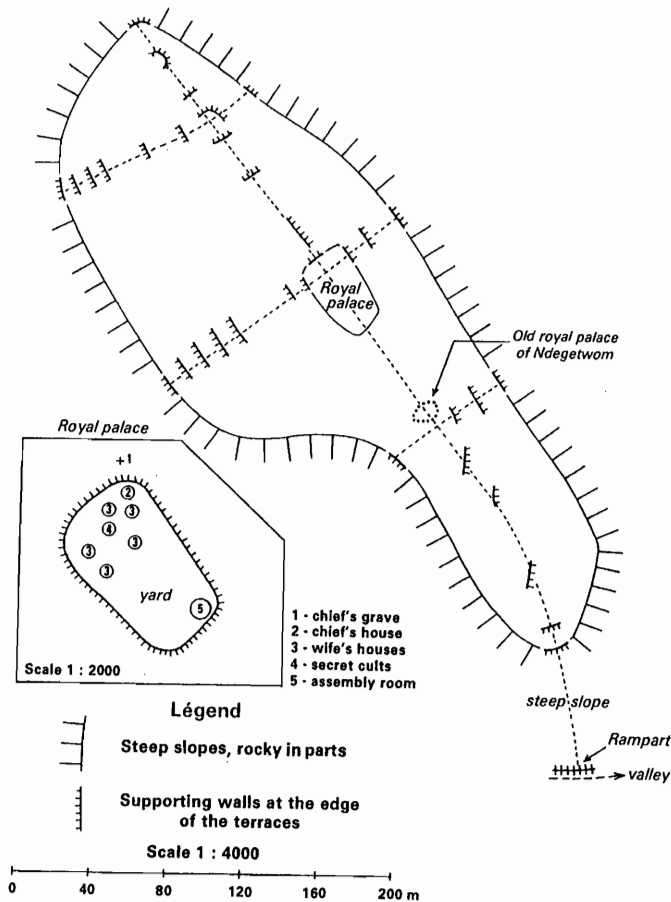 Royal
palace
Old royal palace
of Ndegetwom
Royal palace
+1
2
3
3
4
3
3
3
yard
5
Scale 1 : 2000
1 - chief's grave
2 - chief's house
3 - wife's houses
4 - secret cults
5 - assembly room
steep slope
Rampart
valley
Légend
Steep slopes, rocky in parts
Supporting walls at the edge
of the terraces
Scale 1 : 4000
0 40 80 120 160 200 m